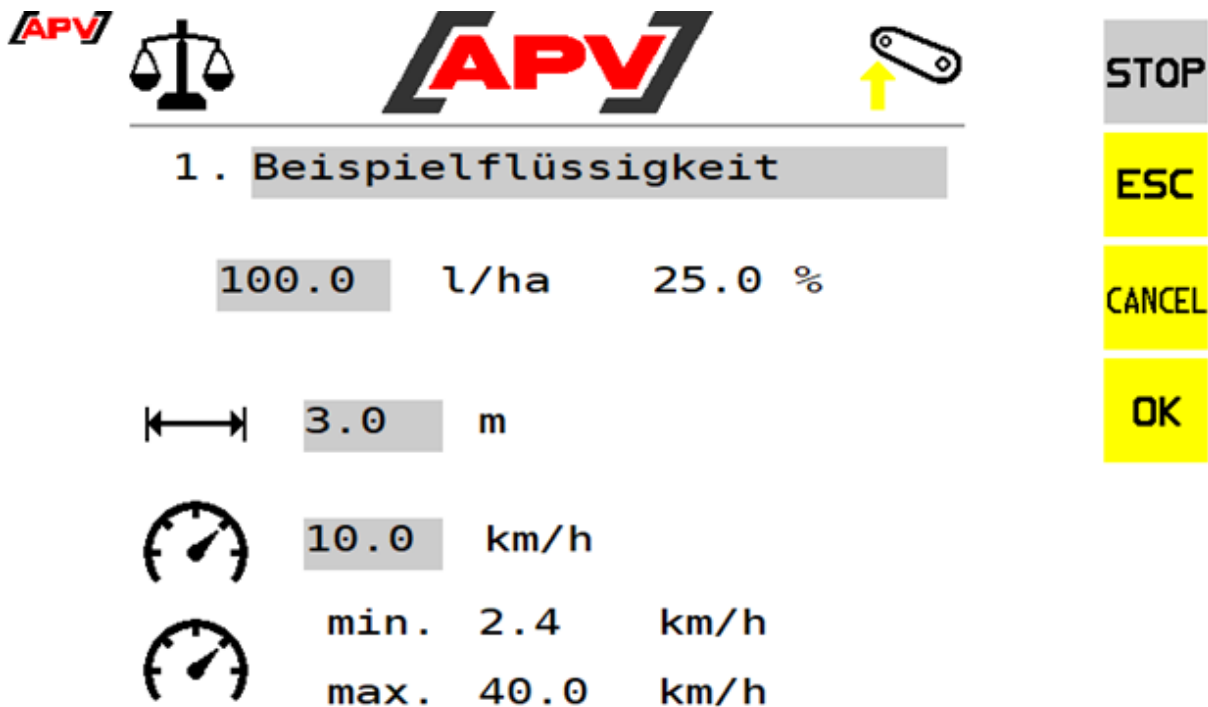 APV
APV
STOP
1. Beispielflüssigkeit
ESC
100.0 l/ha 25.0 %
CANCEL
3.0 m
OK
10.0 km/h
min. 2.4 km/h
max. 40.0 km/h